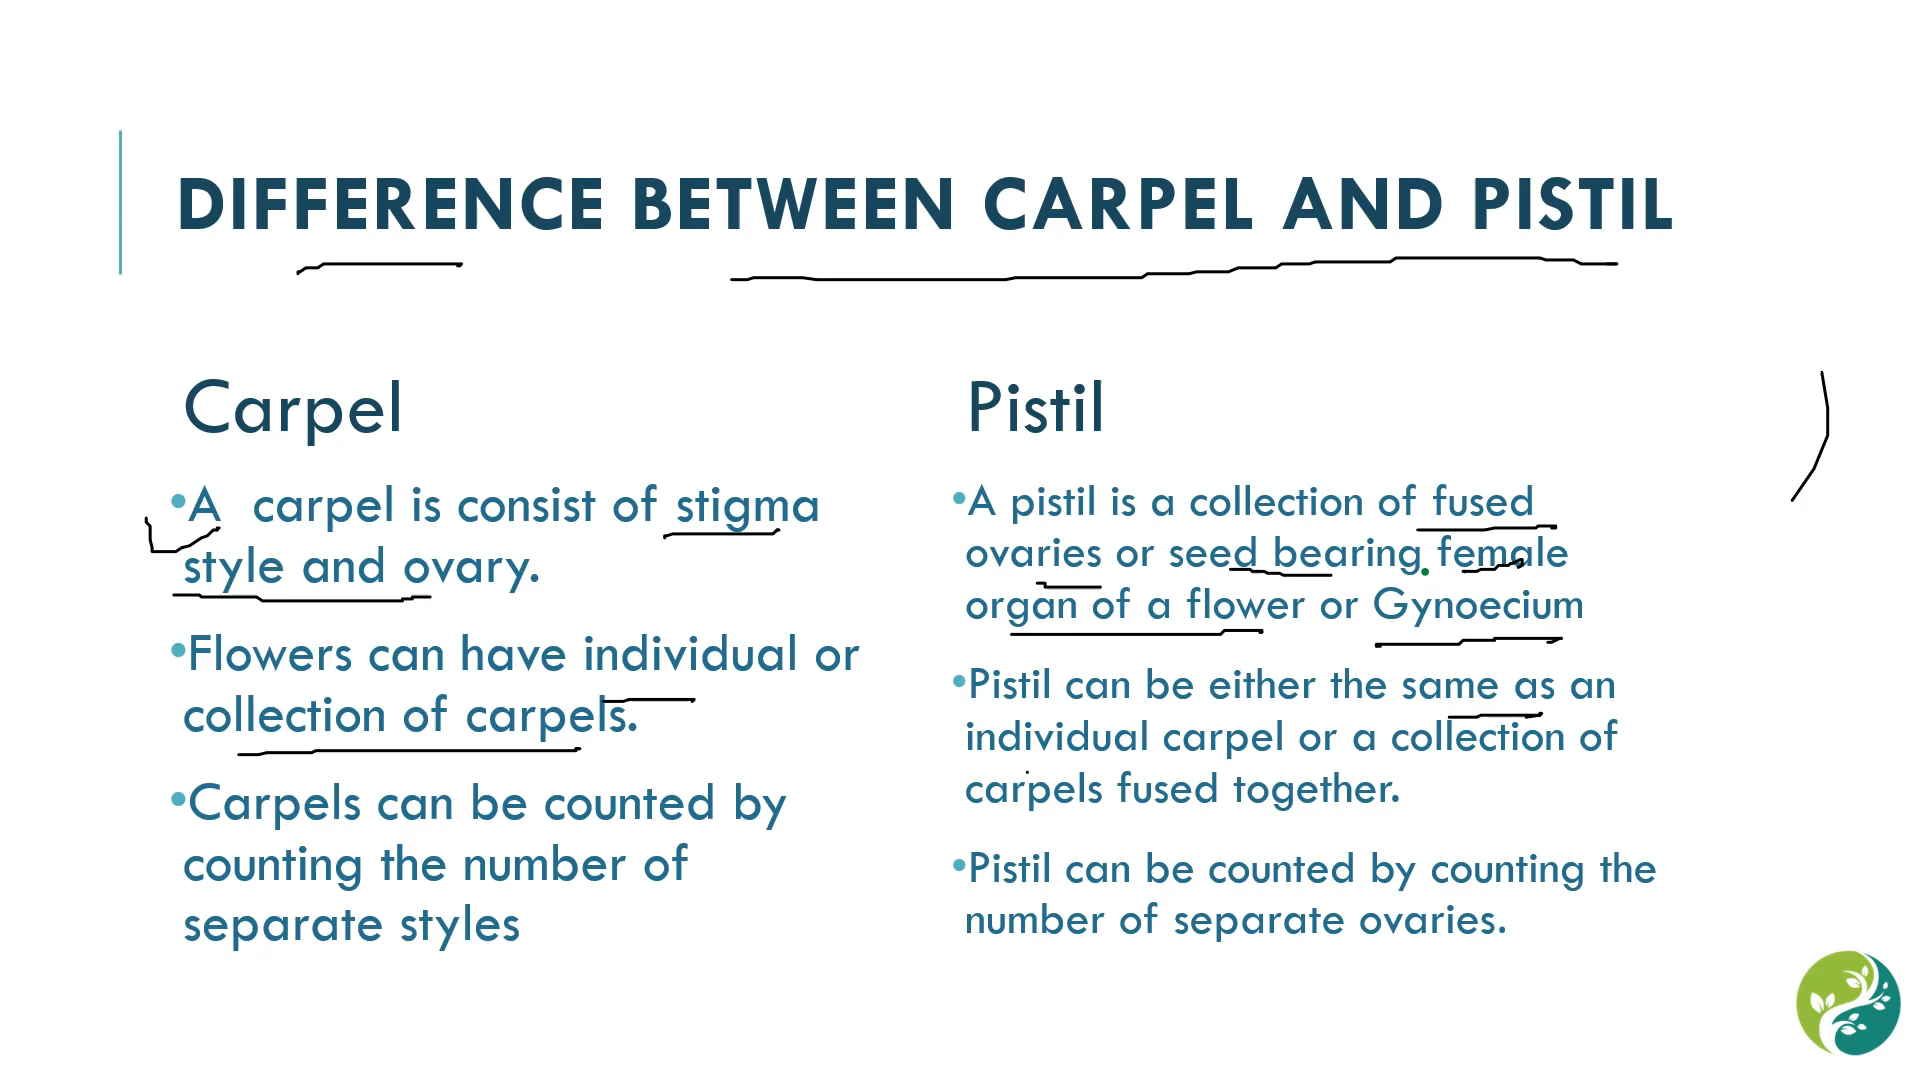 DIFFERENCE BETWEEN CARPEL AND PISTIL
Carpel
•A carpel is consist of stigma
style and ovary.
•Flowers can have individual or
collection of carpels.
•Carpels can be counted by
counting the number of
separate styles
Pistil
•A pistil is a collection of fused
ovaries or seed bearing female
organ of a flower or Gynoecium
•Pistil can be either the same as an
individual carpel or a collection of
carpels fused together.
•Pistil can be counted by counting the
number of separate ovaries.